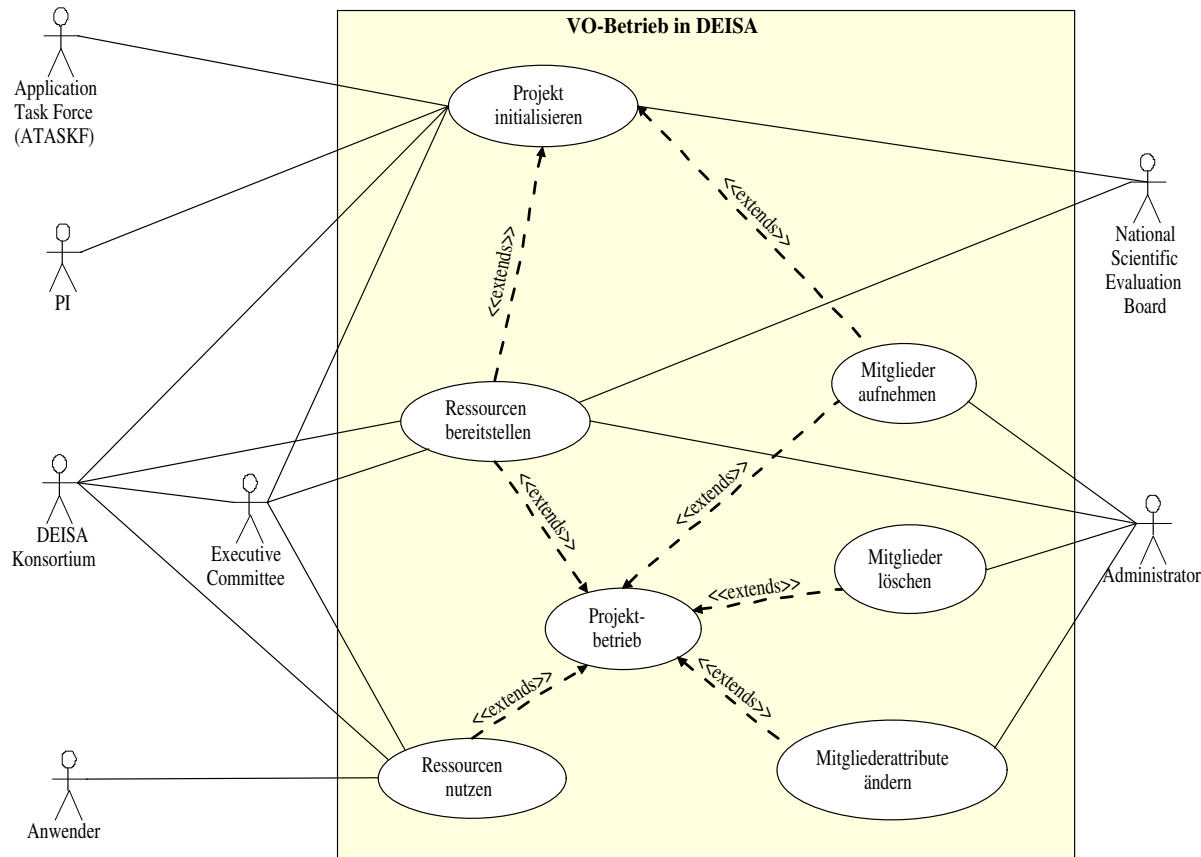 VO-Betrieb in DEISA
Application
Task Force
(ATASKF)
Projekt
initialisieren
<<extends>>
<<extends>>
National
Scientific
Evaluation
Board
PI
Mitglieder
aufnehmen
Ressourcen
bereitstellen
<<extends>>
<<extends>>
DEISA
Konsortium
Executive
Committee
Mitglieder
löschen
Administrator
<<extends>>
Projekt-
betrieb
<<extends>>
<<extends>>
Ressourcen
nutzen
Mitgliederattribute
ändern
Anwender